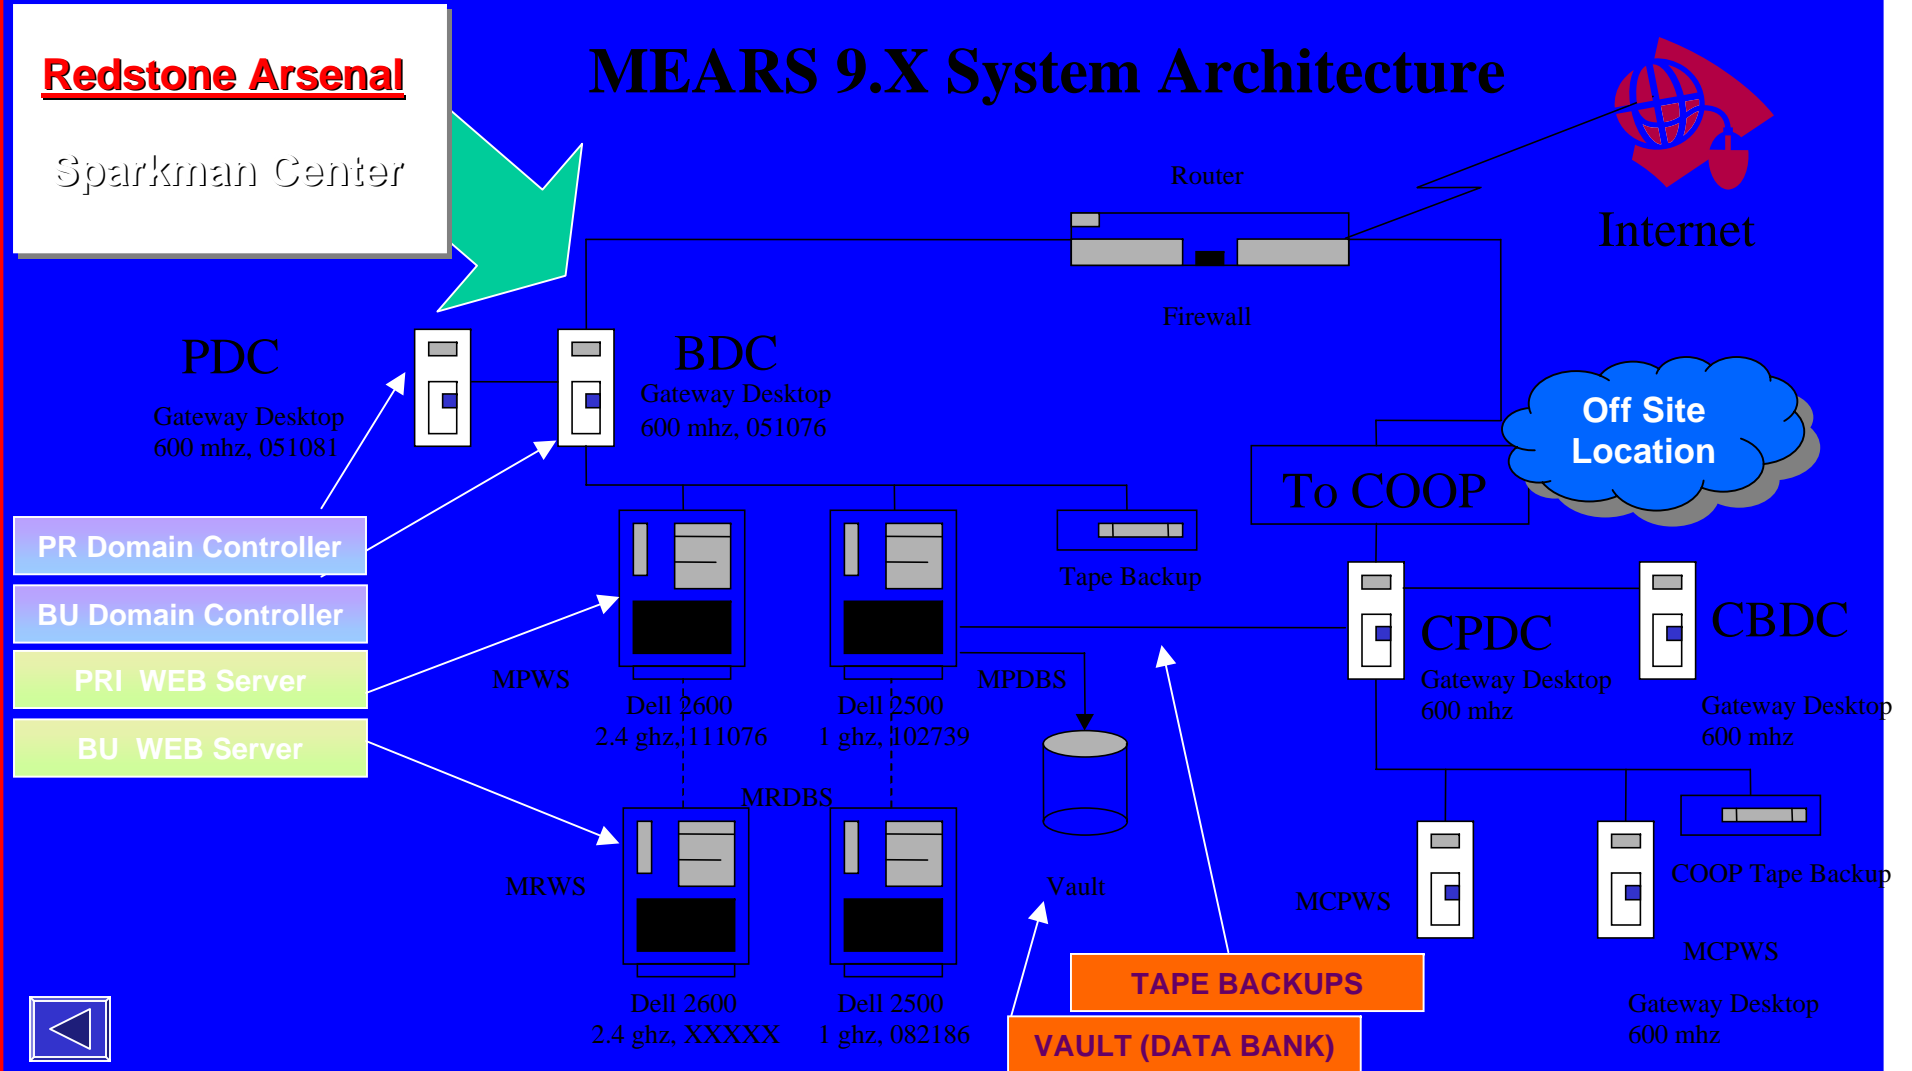 MEARS 9.X System Architecture
Redstone Arsenal
Sparkman Center
Router
Internet
Firewall
PDC
Gateway Desktop
600 mhz, 051081
BDC
Gateway Desktop
600 mhz, 051076
Off Site
Location
To COOP
PR Domain Controller
BU Domain Controller
PRI  WEB Server
BU  WEB Server
Tape Backup
CPDC
Gateway Desktop
600 mhz
CBDC
Gateway Desktop
600 mhz
MPWS
Dell 2600
2.4 ghz, 111076
MPDBS
Dell 2500
1 ghz, 102739
MRDBS
MRWS
Vault
MCPWS
COOP Tape Backup
MCPWS
Gateway Desktop
600 mhz
Dell 2600
2.4 ghz, XXXXX
Dell 2500
1 ghz, 082186
TAPE BACKUPS
VAULT (DATA BANK)